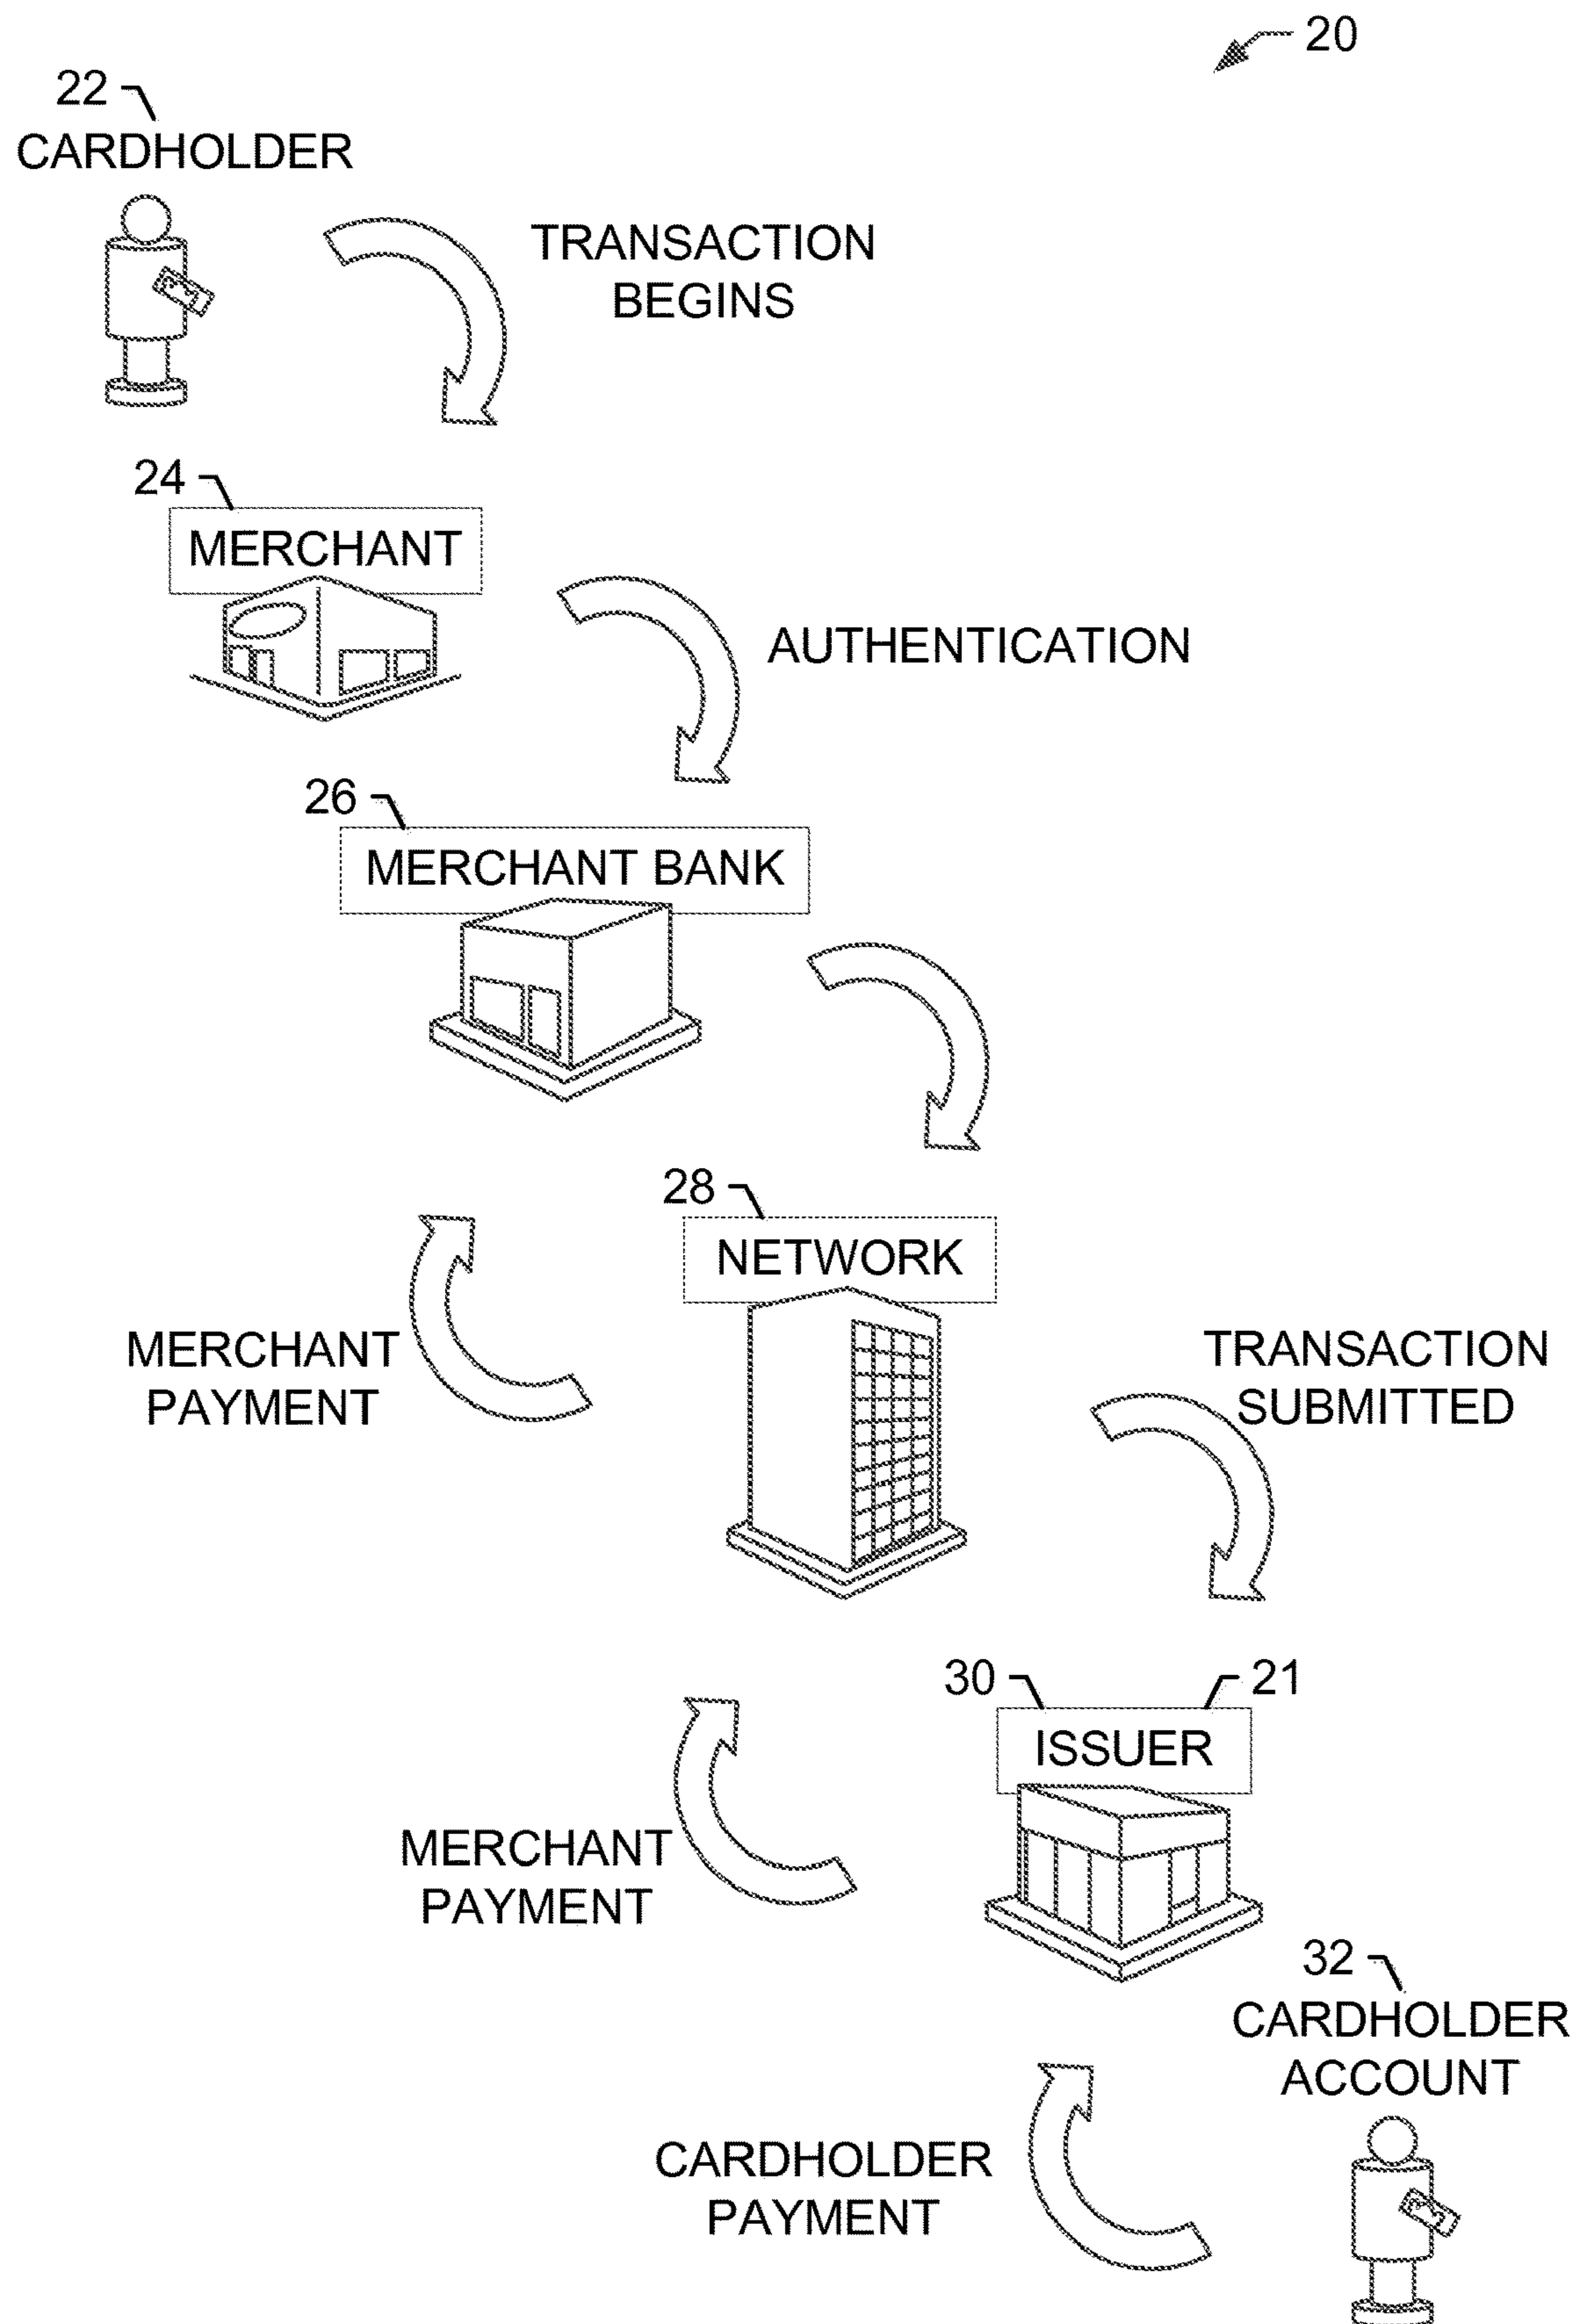 20
22
CARDHOLDER
TRANSACTION
BEGINS
24
MERCHANT
AUTHENTICATION
26
MERCHANT BANK
28
NETWORK
MERCHANT
PAYMENT
TRANSACTION
SUBMITTED
30
21
ISSUER
MERCHANT
PAYMENT
32
CARDHOLDER
ACCOUNT
CARDHOLDER
PAYMENT